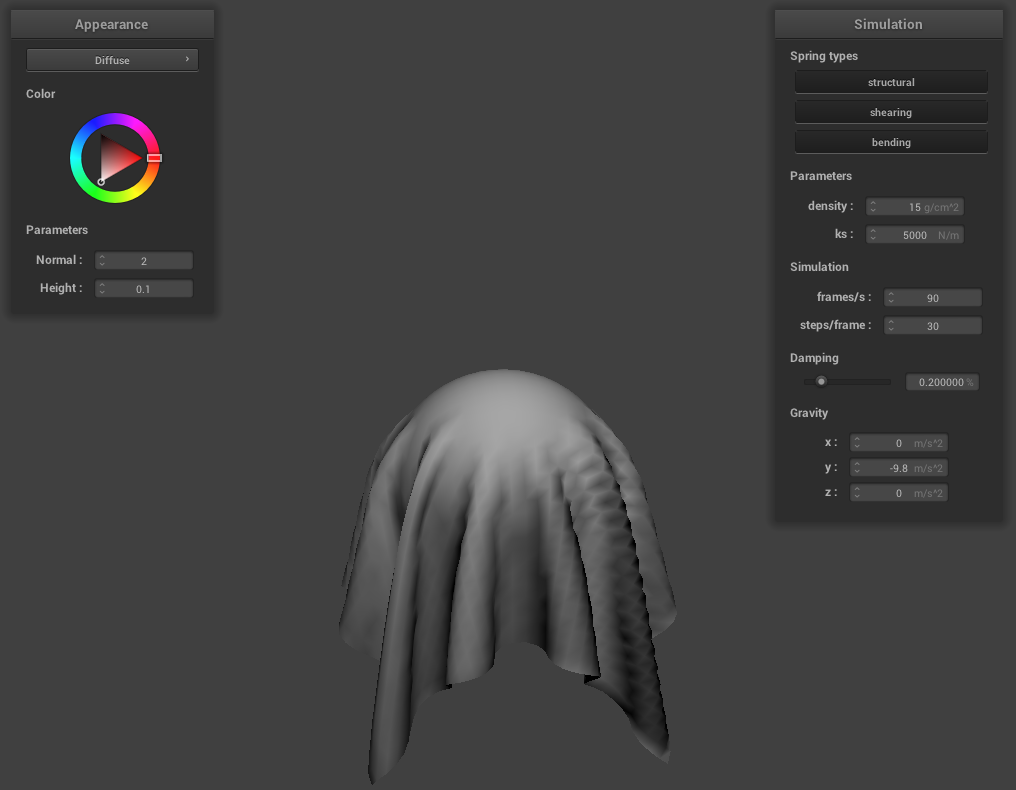 Appearance
Diffuse
Color
Parameters
Normal : 2
Height : 0.1
Simulation
Spring types
structural
shearing
bending
Parameters
density : 15 g/cm^2
ks : 5000 N/m
Simulation
frames/s : 90
steps/frame : 30
Damping
0.200000 %
Gravity
x : 0 m/s^2
y : -9.8 m/s^2
z : 0 m/s^2